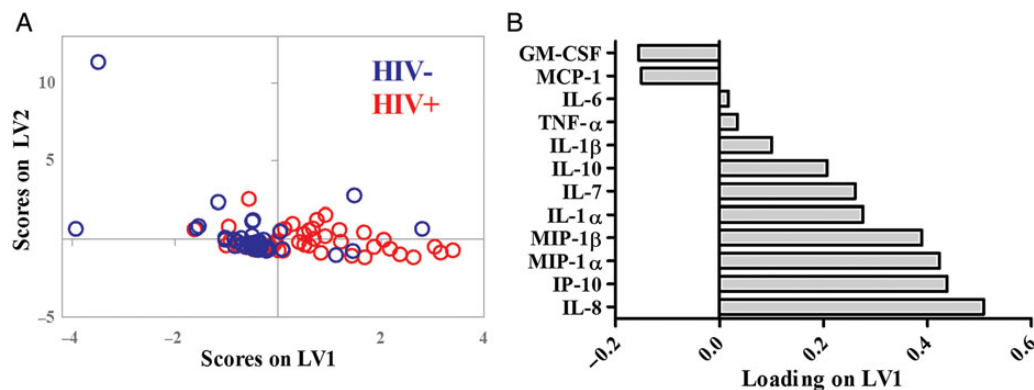 A
HIV-
HIV+
Scores on LV2
10
5
−5
−4
−2
0
2
4
Scores on LV1
B
GM-CSF
MCP-1
IL-6
TNF-α
IL-1β
IL-10
IL-7
IL-1α
MIP-1β
MIP-1α
IP-10
IL-8
−0.2
0.0
0.2
0.4
0.6
Loading on LV1